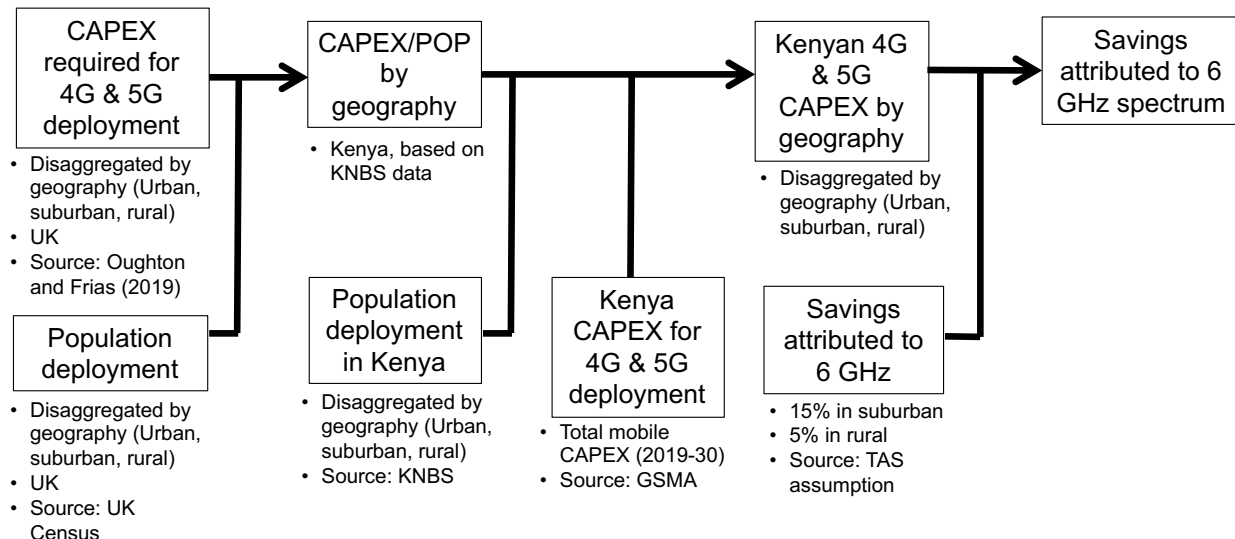 CAPEX
required for
4G & 5G
deployment
• Disaggregated by
geography (Urban,
suburban, rural)
• UK
• Source: Oughton
and Frias (2019)
Population
deployment
• Disaggregated by
geography (Urban,
suburban, rural)
• UK
• Source: UK
Census
CAPEX/POP
by
geography
• Kenya, based on
KNBS data
Population
deployment
in Kenya
• Disaggregated by
geography (Urban,
suburban, rural)
• Source: KNBS
Kenya
CAPEX for
4G & 5G
deployment
• Total mobile
CAPEX (2019-30)
• Source: GSMA
Kenyan 4G
& 5G
CAPEX by
geography
• Disaggregated by
geography (Urban,
suburban, rural)
Savings
attributed to
6 GHz
• 15% in suburban
• 5% in rural
• Source: TAS
assumption
Savings
attributed to 6
GHz spectrum